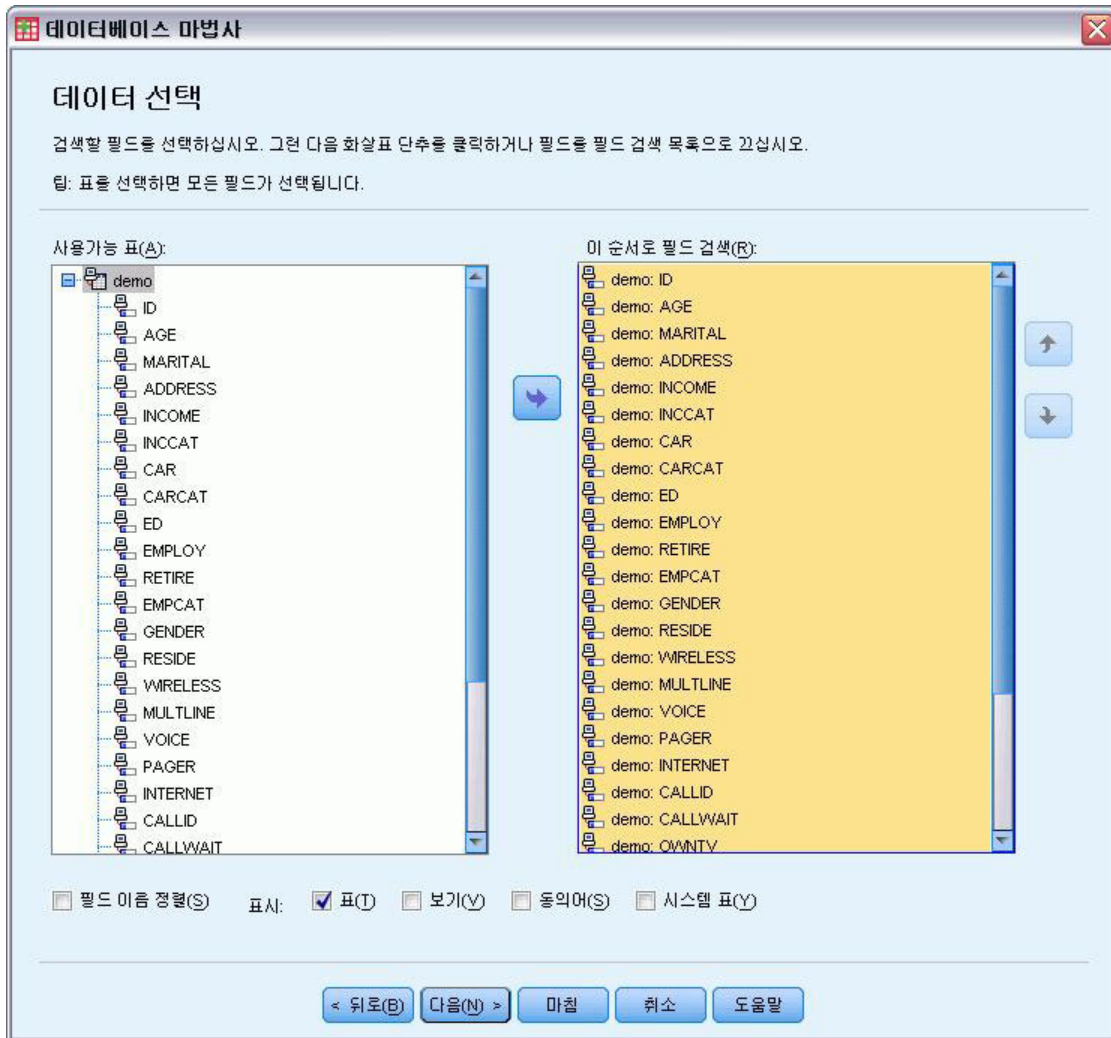 데이터베이스 마법사
데이터 선택
검색할 필드를 선택하십시오. 그런 다음 화살표 단추를 클릭하거나 필드를 필드 검색 목록으로 끄십시오.
팁: 표를 선택하면 모든 필드가 선택됩니다.
사용가능 표(A):
demo
ID
AGE
MARITAL
ADDRESS
INCOME
INCCAT
CAR
CARCAT
ED
EMPLOY
RETIRE
EMPCAT
GENDER
RESIDE
WIRELESS
MULTLINE
VOICE
PAGER
INTERNET
CALLID
CALLWAIT
이 순서로 필드 검색(R):
demo: ID
demo: AGE
demo: MARITAL
demo: ADDRESS
demo: INCOME
demo: INCCAT
demo: CAR
demo: CARCAT
demo: ED
demo: EMPLOY
demo: RETIRE
demo: EMPCAT
demo: GENDER
demo: RESIDE
demo: WIRELESS
demo: MULTLINE
demo: VOICE
demo: PAGER
demo: INTERNET
demo: CALLID
demo: CALLWAIT
demo: OWNTV
필드 이름 정렬(S) 표시: 표(T) 보기(V) 동의어(S) 시스템 표(Y)
< 뒤로(B) 다음(N) > 마침 취소 도움말